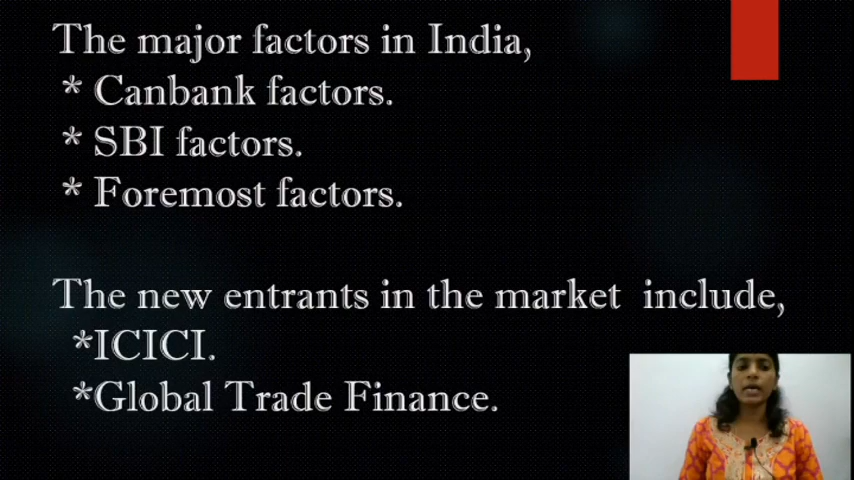 The major factors in India,
* Canbank factors.
* SBI factors.
* Foremost factors.
The new entrants in the market include,
*ICICI.
*Global Trade Finance.